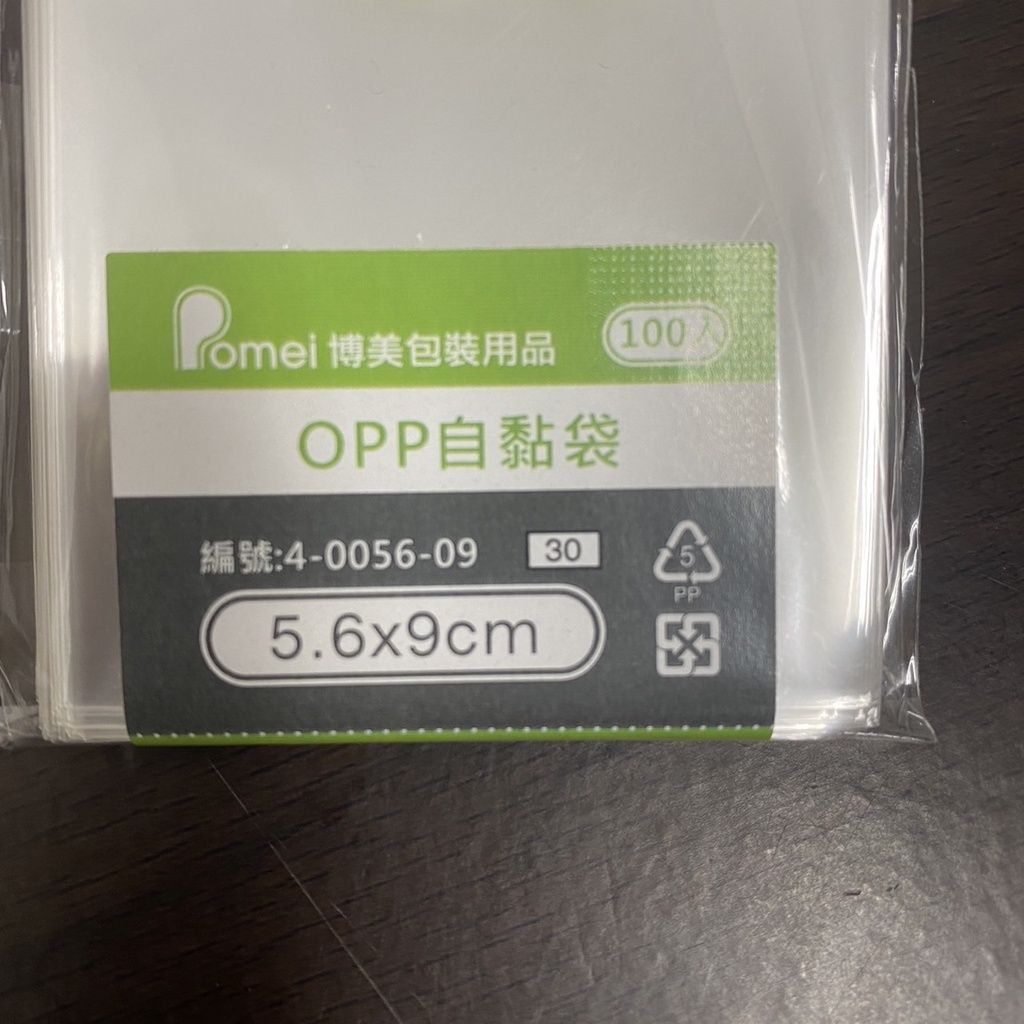 Pomei 博美包裝用品 100入
OPP自黏袋
編號:4-0056-09 30
5
PP
5.6x9cm